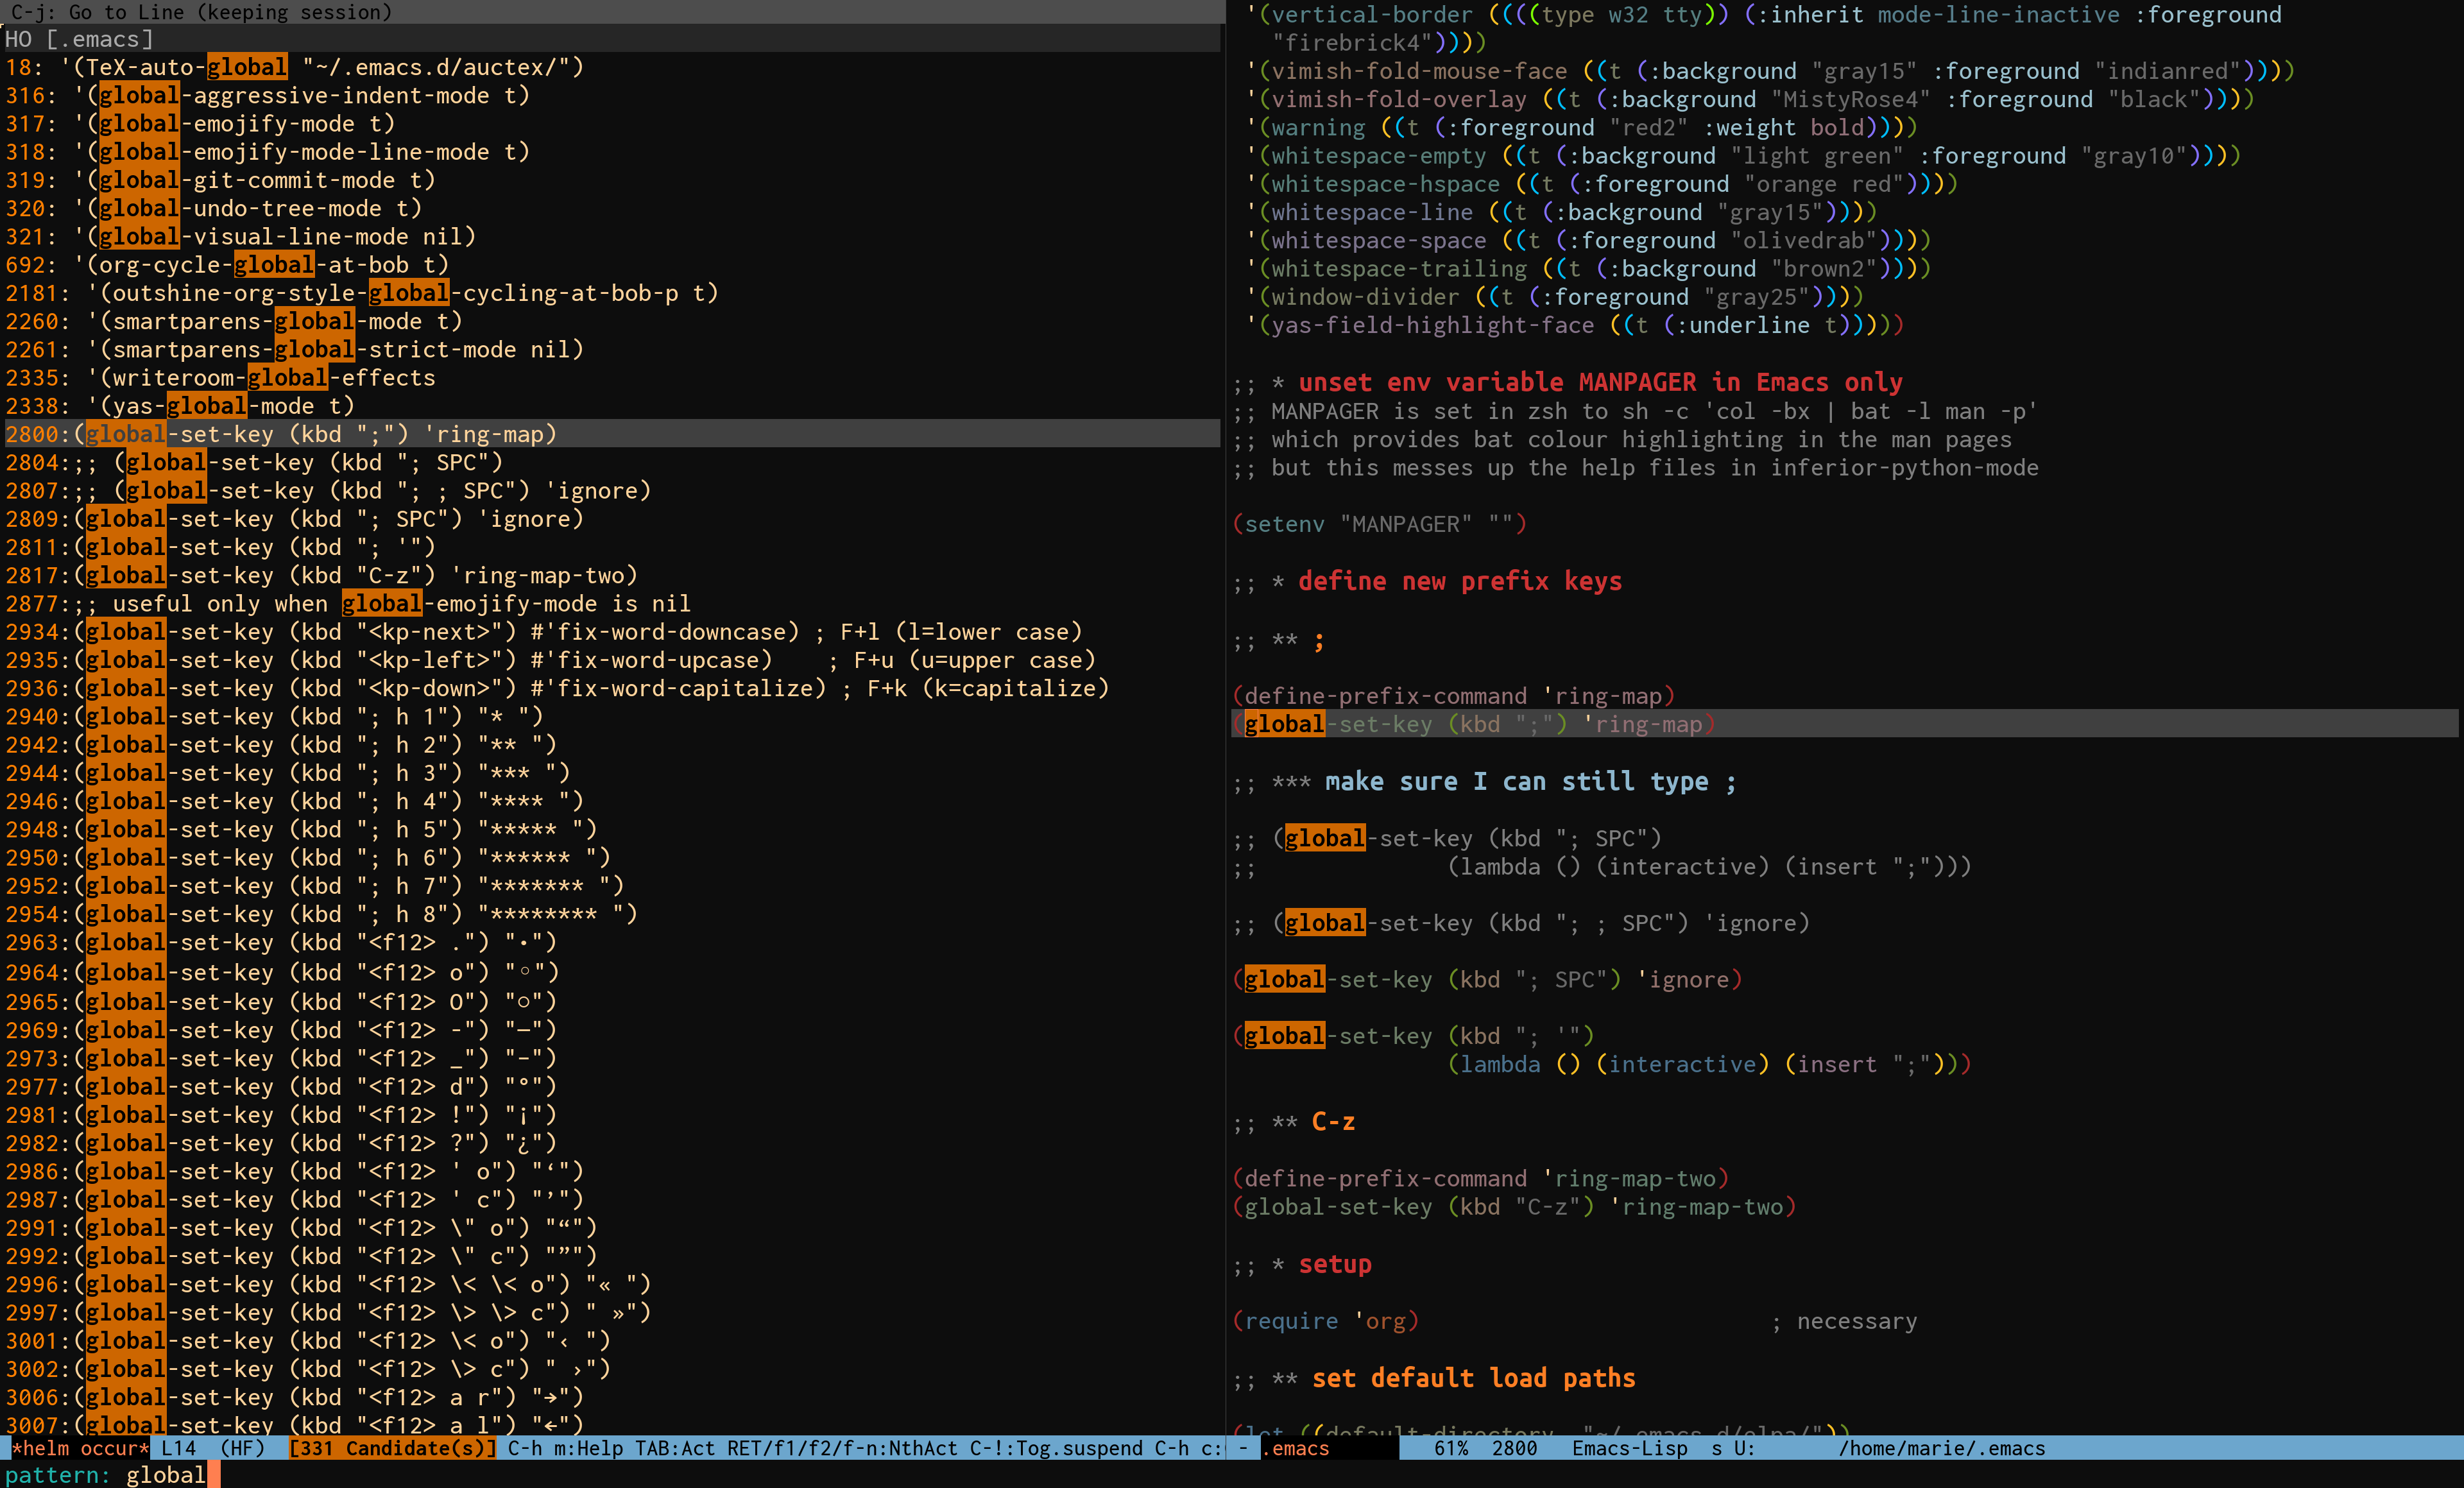 C-j: Go to Line (keeping session)
HO [.emacs]
18: '(TeX-auto-global "~/.emacs.d/auctex/")
316: '(global-aggressive-indent-mode t)
317: '(global-emojify-mode t)
318: '(global-emojify-mode-line-mode t)
319: '(global-git-commit-mode t)
320: '(global-undo-tree-mode t)
321: '(global-visual-line-mode nil)
692: '(org-cycle-global-at-bob t)
2181: '(outshine-org-style-global-cycling-at-bob-p t)
2260: '(smartparens-global-mode t)
2261: '(smartparens-global-strict-mode nil)
2335: '(writeroom-global-effects
2338: '(yas-global-mode t)
2800:(global-set-key (kbd ";") 'ring-map)
2804:;; (global-set-key (kbd "; SPC")
2807:;; (global-set-key (kbd "; ; SPC") 'ignore)
2809:(global-set-key (kbd "; SPC") 'ignore)
2811:(global-set-key (kbd "; '")
2817:(global-set-key (kbd "C-z") 'ring-map-two)
2877:;; useful only when global-emojify-mode is nil
2934:(global-set-key (kbd "<kp-next>") #'fix-word-downcase) ; F+l (l=lower case)
2935:(global-set-key (kbd "<kp-left>") #'fix-word-upcase)    ; F+u (u=upper case)
2936:(global-set-key (kbd "<kp-down>") #'fix-word-capitalize) ; F+k (k=capitalize)
2940:(global-set-key (kbd "; h 1") "* ")
2942:(global-set-key (kbd "; h 2") "** ")
2944:(global-set-key (kbd "; h 3") "*** ")
2946:(global-set-key (kbd "; h 4") "**** ")
2948:(global-set-key (kbd "; h 5") "***** ")
2950:(global-set-key (kbd "; h 6") "****** ")
2952:(global-set-key (kbd "; h 7") "******* ")
2954:(global-set-key (kbd "; h 8") "******** ")
2963:(global-set-key (kbd "<f12> .") "•")
2964:(global-set-key (kbd "<f12> o") "◦")
2965:(global-set-key (kbd "<f12> O") "○")
2969:(global-set-key (kbd "<f12> -") "—")
2973:(global-set-key (kbd "<f12> _") "–")
2977:(global-set-key (kbd "<f12> d") "°")
2981:(global-set-key (kbd "<f12> !") "¡")
2982:(global-set-key (kbd "<f12> ?") "¿")
2986:(global-set-key (kbd "<f12> ' o") "‘")
2987:(global-set-key (kbd "<f12> ' c") "’")
2991:(global-set-key (kbd "<f12> \" o") "“")
2992:(global-set-key (kbd "<f12> \" c") "”")
2996:(global-set-key (kbd "<f12> \< \< o") "« ")
2997:(global-set-key (kbd "<f12> \> \> c") " »")
3001:(global-set-key (kbd "<f12> \< o") "‹ ")
3002:(global-set-key (kbd "<f12> \> c") " ›")
3006:(global-set-key (kbd "<f12> a r") "→")
3007:(global-set-key (kbd "<f12> a l") "←")
*helm occur* L14  (HF)  [331 Candidate(s)] C-h m:Help TAB:Act RET/f1/f2/f-n:NthAct C-!:Tog.suspend C-h c:
pattern: global
'(vertical-border ((((type w32 tty)) (:inherit mode-line-inactive :foreground
"firebrick4"))))
'(vimish-fold-mouse-face ((t (:background "gray15" :foreground "indianred"))))
'(vimish-fold-overlay ((t (:background "MistyRose4" :foreground "black"))))
'(warning ((t (:foreground "red2" :weight bold))))
'(whitespace-empty ((t (:background "light green" :foreground "gray10"))))
'(whitespace-hspace ((t (:foreground "orange red"))))
'(whitespace-line ((t (:background "gray15"))))
'(whitespace-space ((t (:foreground "olivedrab"))))
'(whitespace-trailing ((t (:background "brown2"))))
'(window-divider ((t (:foreground "gray25"))))
'(yas-field-highlight-face ((t (:underline t)))))
;; * unset env variable MANPAGER in Emacs only
;; MANPAGER is set in zsh to sh -c 'col -bx | bat -l man -p'
;; which provides bat colour highlighting in the man pages
;; but this messes up the help files in inferior-python-mode
(setenv "MANPAGER" "")
;; * define new prefix keys
;; ** ;
(define-prefix-command 'ring-map)
(global-set-key (kbd ";") 'ring-map)
;; *** make sure I can still type ;
;; (global-set-key (kbd "; SPC")
;;              (lambda () (interactive) (insert ";")))
;; (global-set-key (kbd "; ; SPC") 'ignore)
(global-set-key (kbd "; SPC") 'ignore)
(global-set-key (kbd "; '")
(lambda () (interactive) (insert ";")))
;; ** C-z
(define-prefix-command 'ring-map-two)
(global-set-key (kbd "C-z") 'ring-map-two)
;; * setup
(require 'org)                          ; necessary
;; ** set default load paths
(let ((default-directory "~/.emacs.d/elpa/"))
- .emacs        61%  2800   Emacs-Lisp  s U:      /home/marie/.emacs